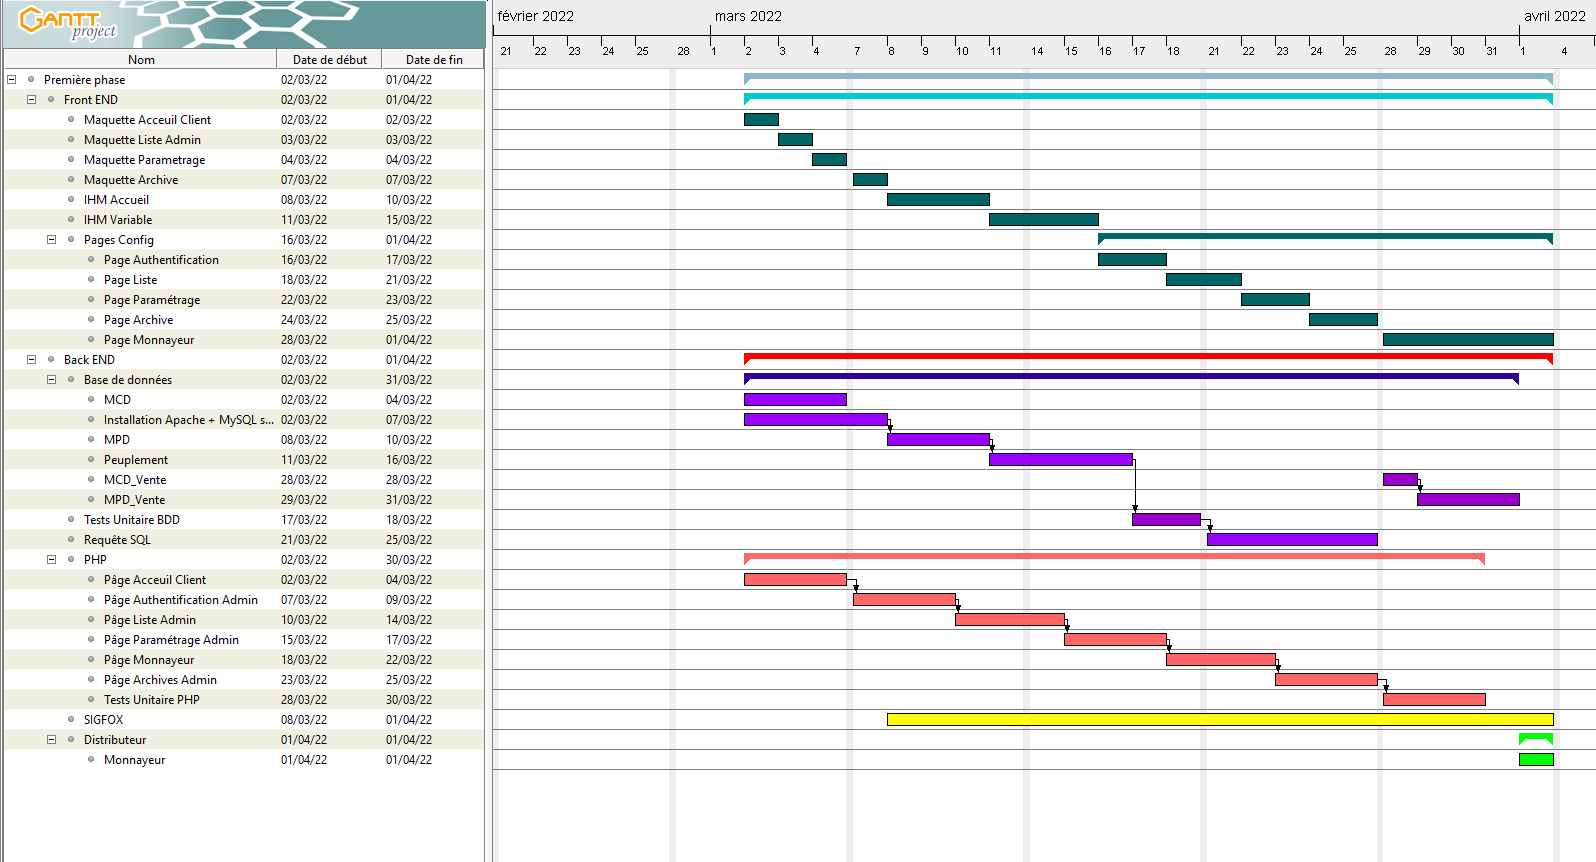 GANTT
project
février 2022 mars 2022 avril 2022
21 22 23 24 25 28 1 2 3 4 7 8 9 10 11 14 15 16 17 18 21 22 23 24 25 28 29 30 31 1 4
Nom Date de début Date de fin
Première phase 02/03/22 01/04/22
Front END 02/03/22 01/04/22
Maquette Acceuil Client 02/03/22 02/03/22
Maquette Liste Admin 03/03/22 03/03/22
Maquette Parametrage 04/03/22 04/03/22
Maquette Archive 07/03/22 07/03/22
IHM Accueil 08/03/22 10/03/22
IHM Variable 11/03/22 15/03/22
Pages Config 16/03/22 01/04/22
Page Authentification 16/03/22 17/03/22
Page Liste 18/03/22 21/03/22
Page Paramétrage 22/03/22 23/03/22
Page Archive 24/03/22 25/03/22
Page Monnayeur 28/03/22 01/04/22
Back END 02/03/22 01/04/22
Base de données 02/03/22 31/03/22
MCD 02/03/22 04/03/22
Installation Apache + MySQL s... 02/03/22 07/03/22
MPD 08/03/22 10/03/22
Peuplement 11/03/22 16/03/22
MCD_Vente 28/03/22 28/03/22
MPD_Vente 29/03/22 31/03/22
Tests Unitaire BDD 17/03/22 18/03/22
Requête SQL 21/03/22 25/03/22
PHP 02/03/22 30/03/22
Pâge Acceuil Client 02/03/22 04/03/22
Pâge Authentification Admin 07/03/22 09/03/22
Pâge Liste Admin 10/03/22 14/03/22
Pâge Paramétrage Admin 15/03/22 17/03/22
Pâge Monnayeur 18/03/22 22/03/22
Pâge Archives Admin 23/03/22 25/03/22
Tests Unitaire PHP 28/03/22 30/03/22
SIGFOX 08/03/22 01/04/22
Distributeur 01/04/22 01/04/22
Monnayeur 01/04/22 01/04/22